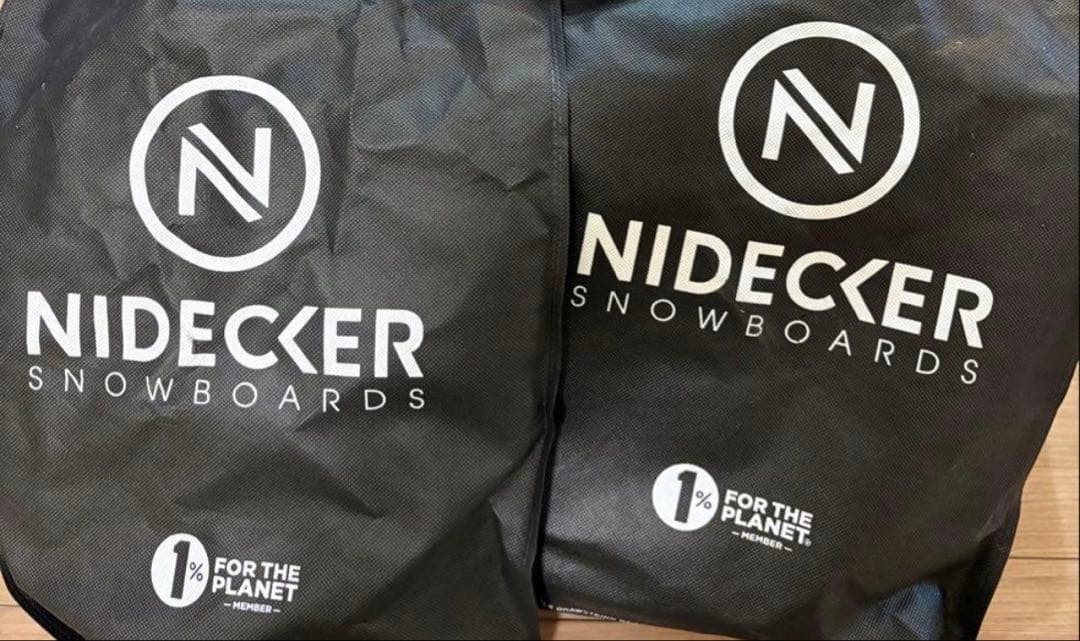 N
NIDECKER
SNOWBOARDS
1%
FOR THE
PLANET
MEMBER
N
NIDECKER
SNOWBOARDS
1%
FOR THE
PLANET®
MEMBER